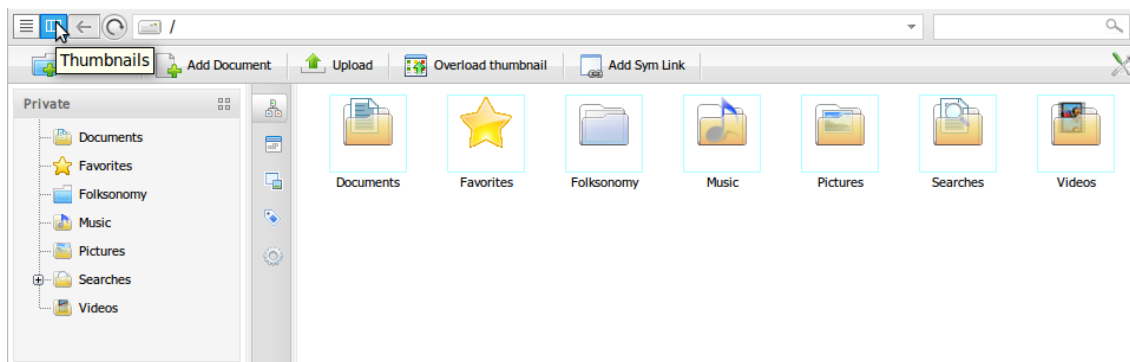 /
Thumbnails
Add Document
Upload
Overload thumbnail
Add Sym Link
Private
Documents
Favorites
Folksonomy
Music
Pictures
Searches
Videos
Documents
Favorites
Folksonomy
Music
Pictures
Searches
Videos